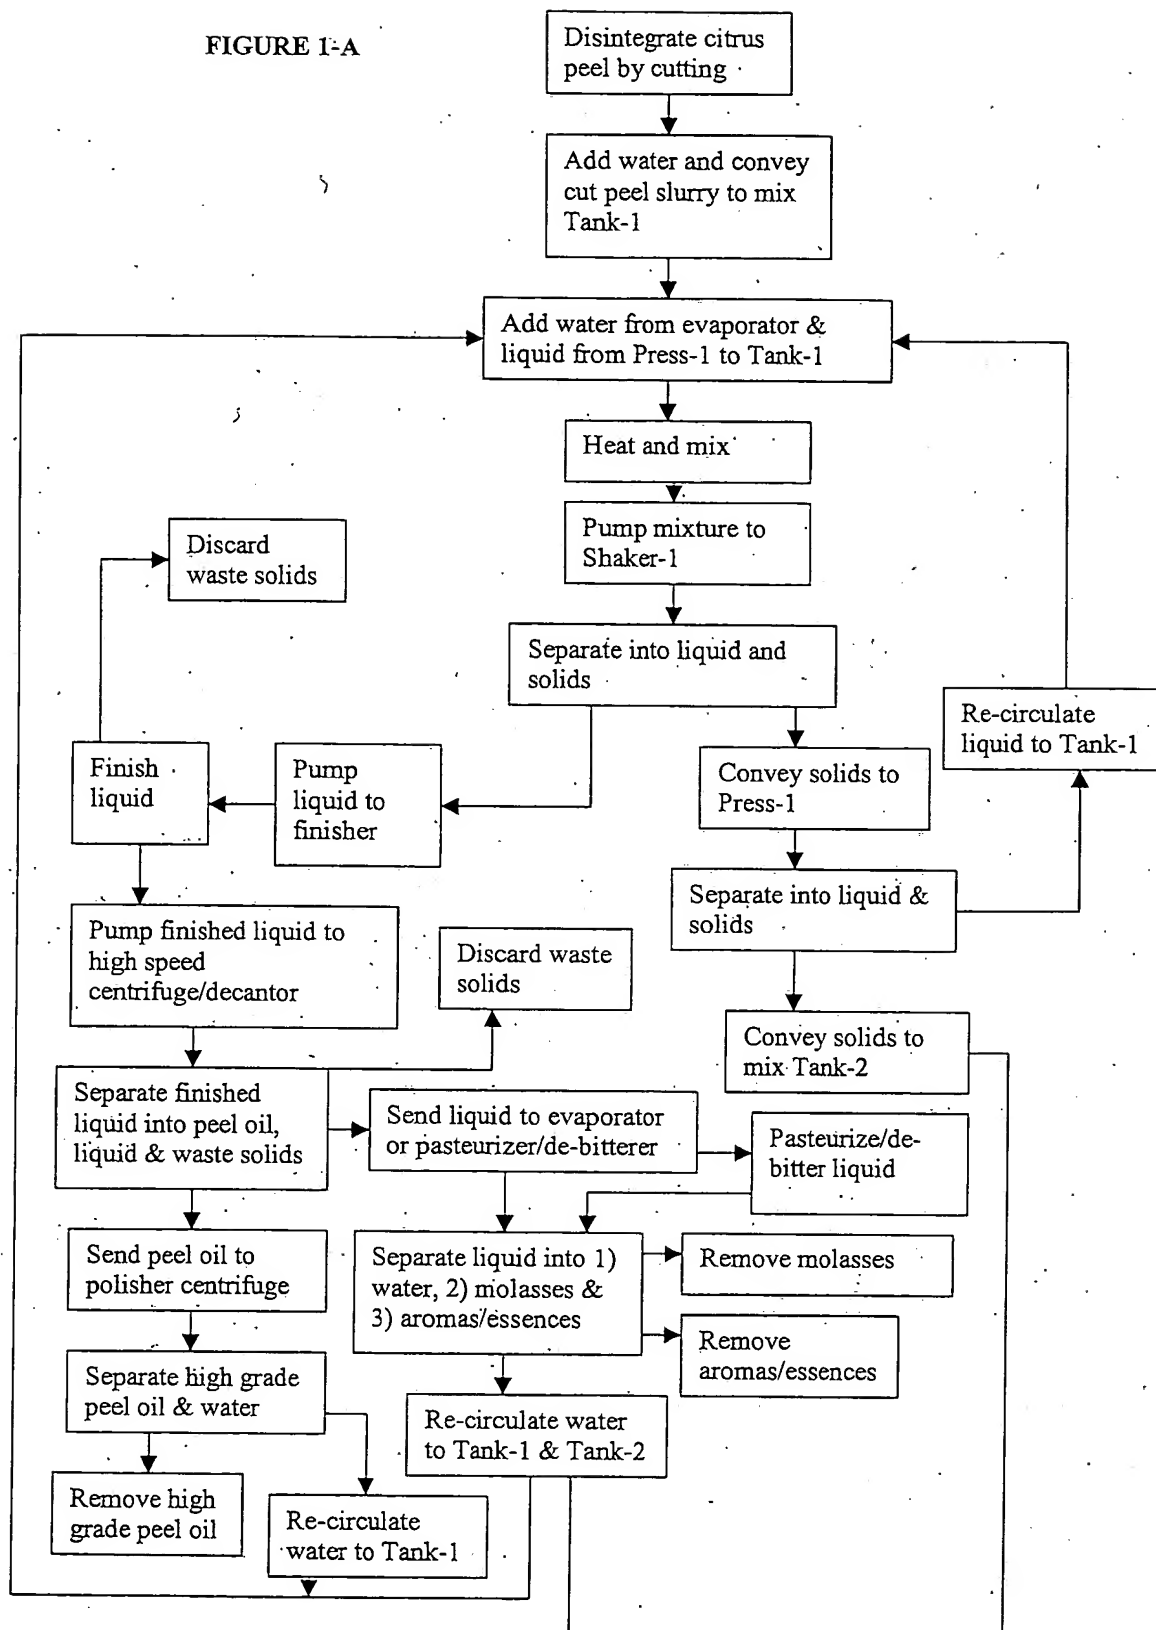 FIGURE 1-A
Disintegrate citrus
peel by cutting
Add water and convey
cut peel slurry to mix
Tank-1
Add water from evaporator &
liquid from Press-1 to Tank-1
Heat and mix
Pump mixture to
Shaker-1
Discard
waste solids
Separate into liquid and
solids
Re-circulate
liquid to Tank-1
Finish
liquid
Pump
liquid to
finisher
Convey solids to
Press-1
Separate into liquid &
solids
Pump finished liquid to
high speed
centrifuge/decantor
Discard waste
solids
Convey solids to
mix Tank-2
Separate finished
liquid into peel oil,
liquid & waste solids
Send liquid to evaporator
or pasteurizer/de-bitterer
Pasteurize/de-
bitter liquid
Send peel oil to
polisher centrifuge
Separate liquid into 1)
water, 2) molasses &
3) aromas/essences
Remove molasses
Remove
aromas/essences
Separate high grade
peel oil & water
Re-circulate water
to Tank-1 & Tank-2
Remove high
grade peel oil
Re-circulate
water to Tank-1